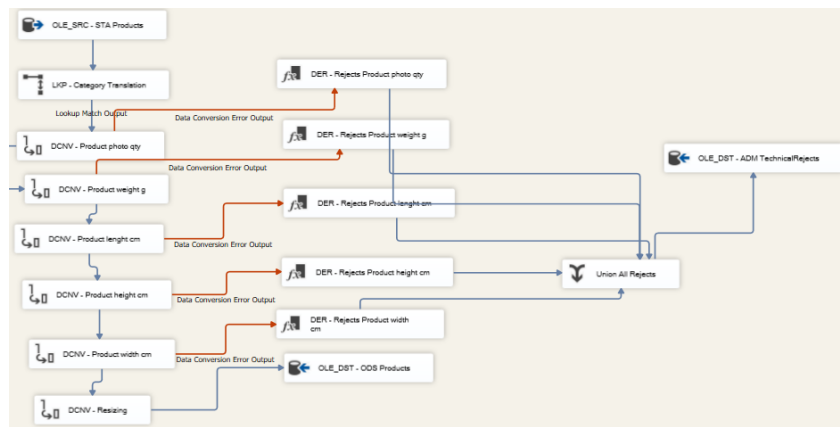 OLE_SRC - STA Products
LKP - Category Translation
Lookup Match Output
DCNV - Product photo qty
DCNV - Product weight g
DCNV - Product lenght cm
DCNV - Product height cm
DCNV - Product width cm
DCNV - Resizing
DER - Rejects Product photo qty
Data Conversion Error Output
DER - Rejects Product weight g
Data Conversion Error Output
DER - Rejects Product lenght cm
Data Conversion Error Output
DER - Rejects Product height cm
Data Conversion Error Output
DER - Rejects Product width
cm
Data Conversion Error Output
OLE_DST - ODS Products
Union All Rejects
OLE_DST - ADM TechnicalRejects